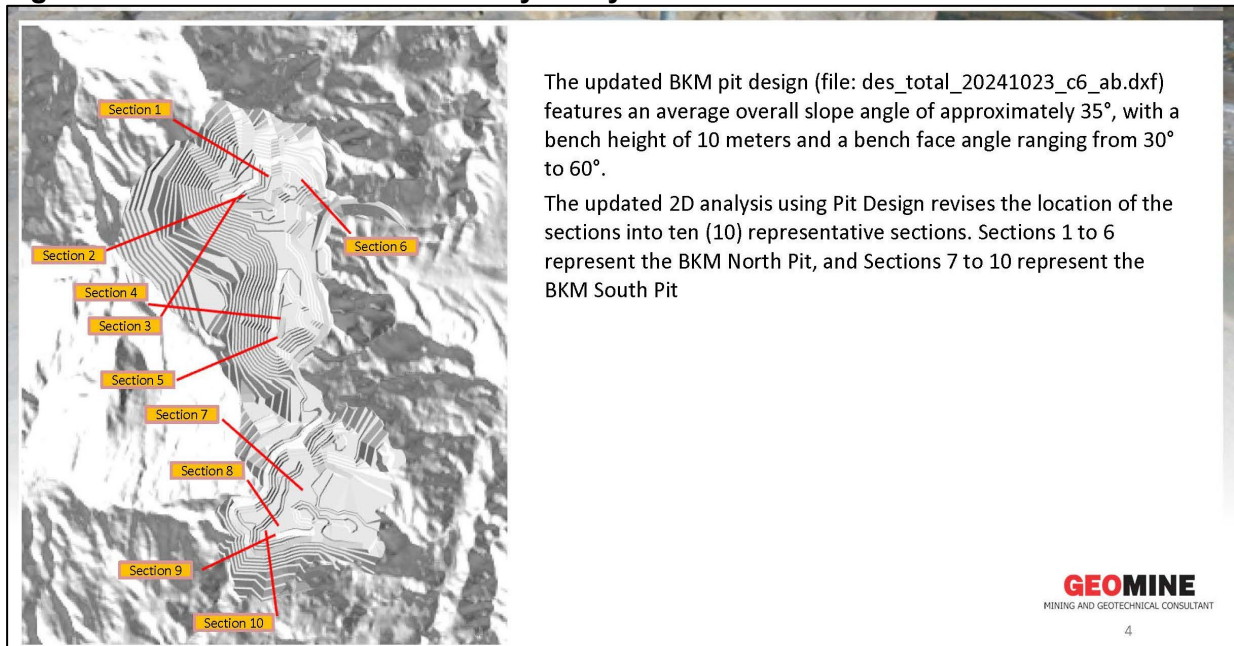 Section 1
Section 2
Section 6
Section 4
Section 3
Section 5
Section 7
Section 8
Section 9
Section 10
The updated BKM pit design (file: des_total_20241023_c6_ab.dxf)
features an average overall slope angle of approximately 35°, with a
bench height of 10 meters and a bench face angle ranging from 30°
to 60°.
The updated 2D analysis using Pit Design revises the location of the
sections into ten (10) representative sections. Sections 1 to 6
represent the BKM North Pit, and Sections 7 to 10 represent the
BKM South Pit
GEOMINE
MINING AND GEOTECHNICAL CONSULTANT
4